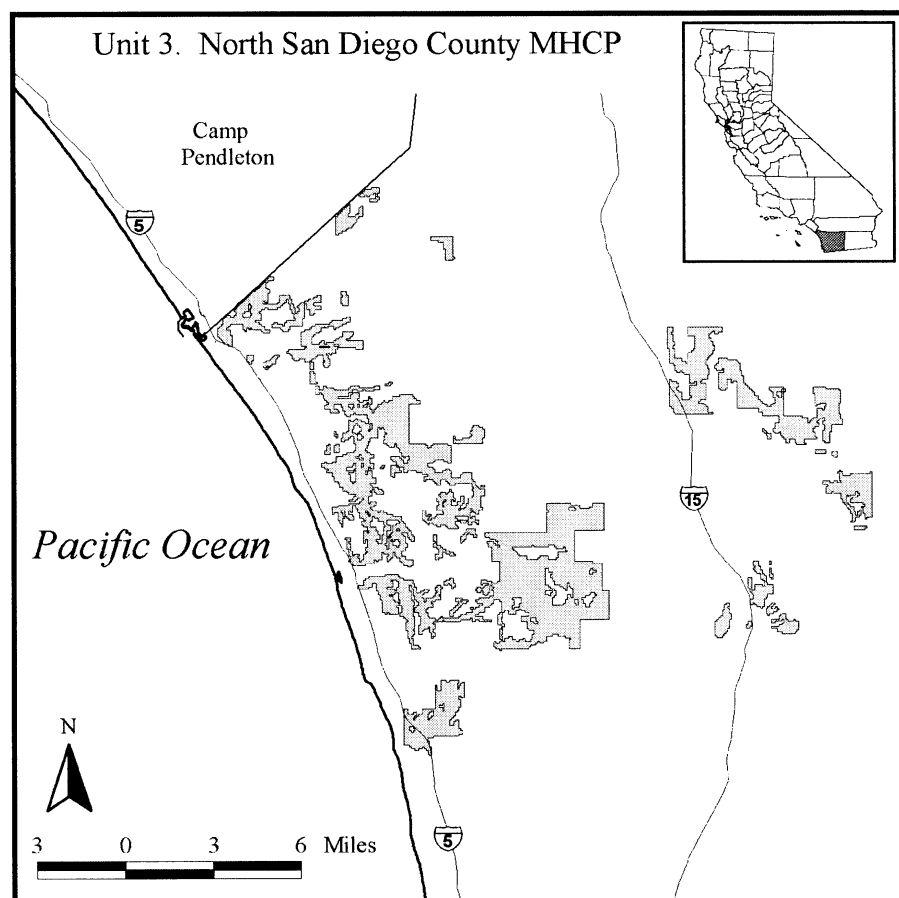 Unit 3. North San Diego County MHCP
Camp
Pendleton
5
15
Pacific Ocean
N
3 0 3 6 Miles
5